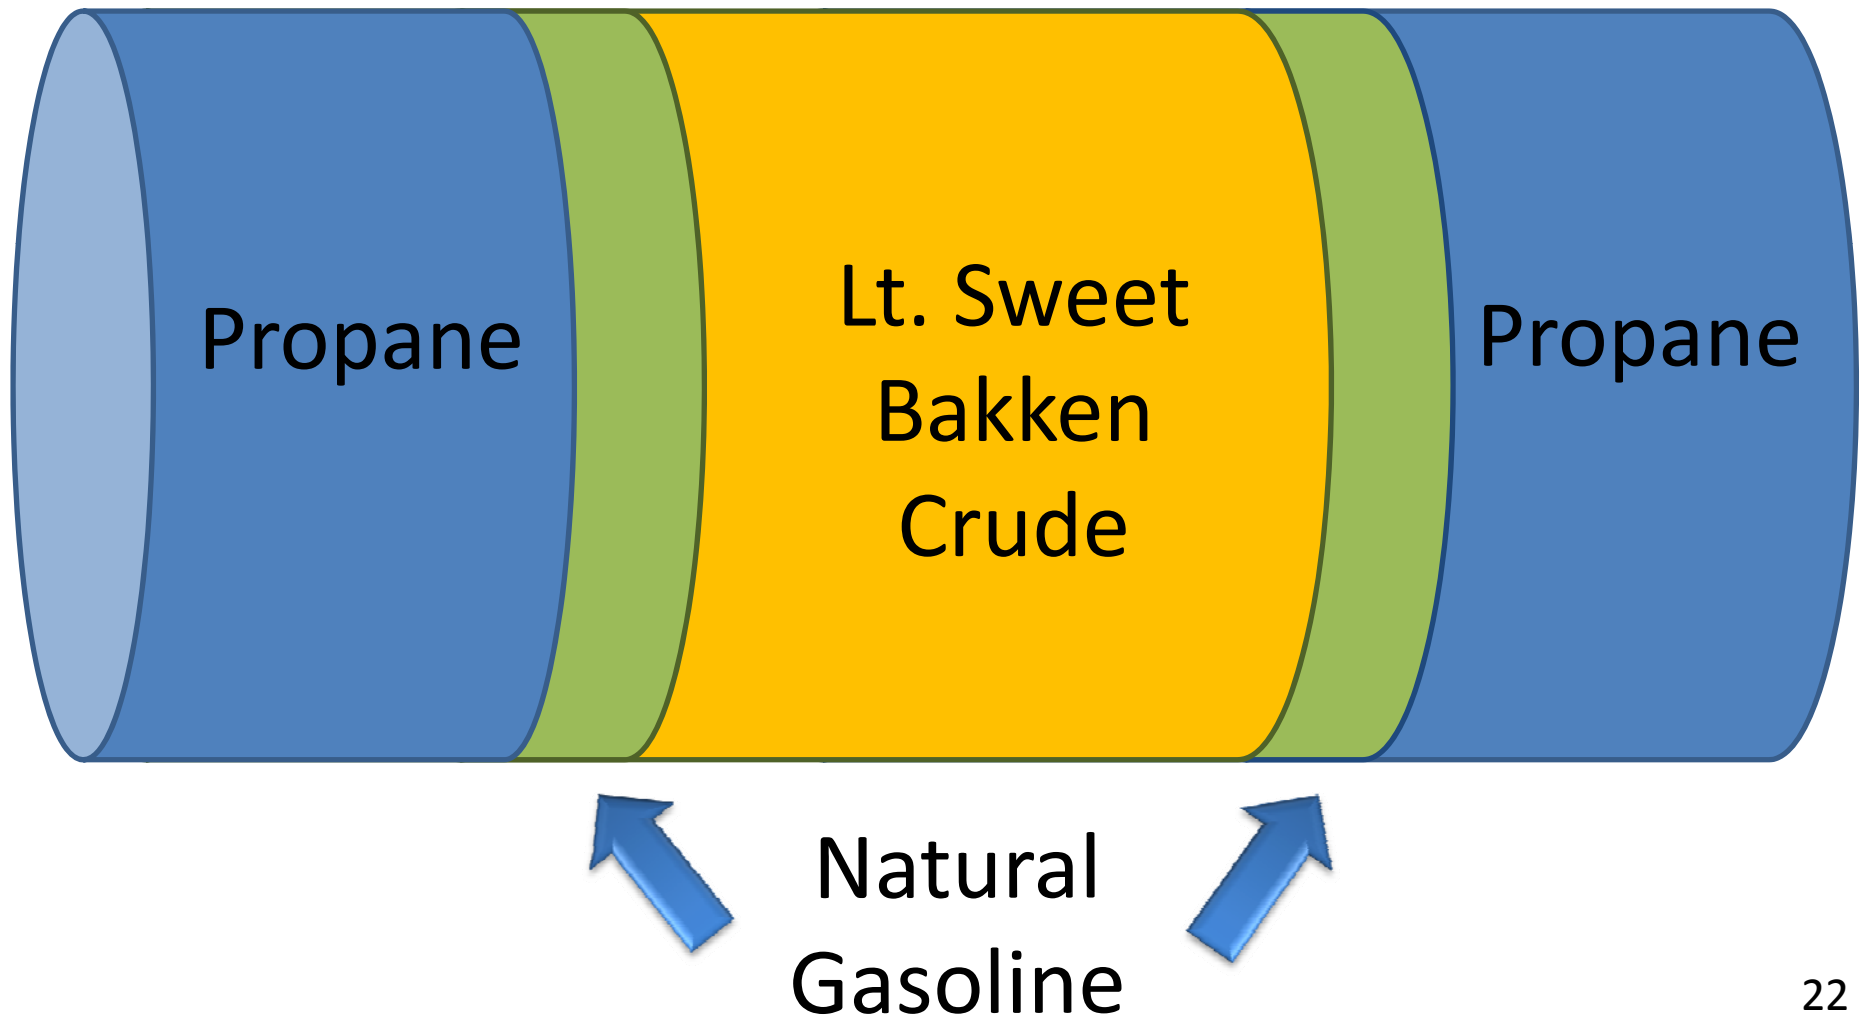 Propane
Lt. Sweet
Bakken
Crude
Propane
Natural
Gasoline
22